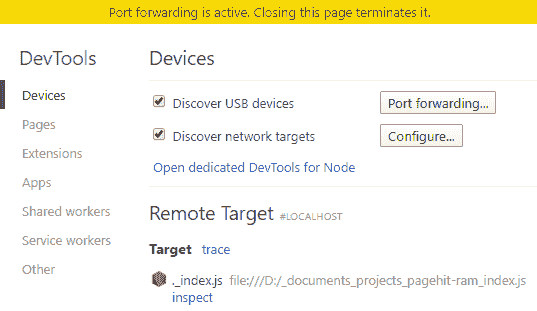 Port forwarding is active. Closing this page terminates it.
DevTools
Devices
Pages
Extensions
Apps
Shared workers
Service workers
Other
Devices
Discover USB devices
Port forwarding...
Discover network targets
Configure...
Open dedicated DevTools for Node
Remote Target #LOCALHOST
Target trace
._index.js file:///D:/_documents_projects_pagehit-ram_index.js
inspect